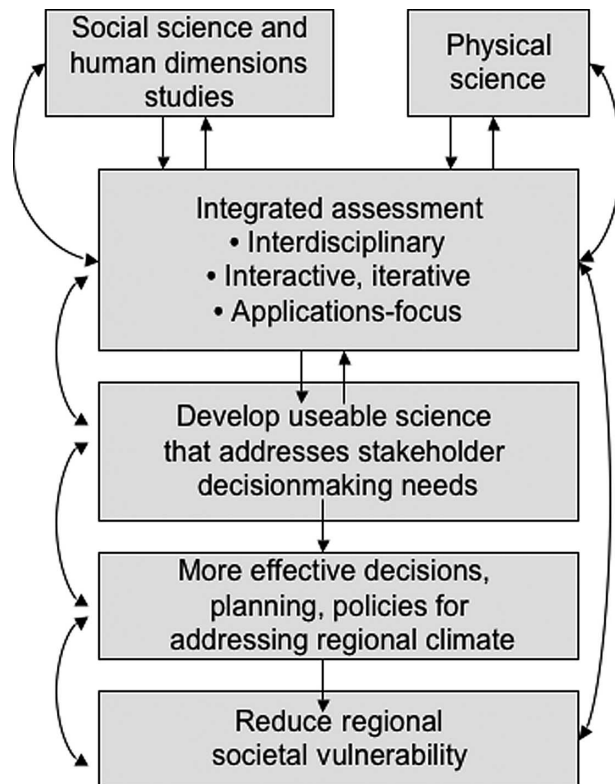 Social science and
human dimensions
studies
Physical
science
Integrated assessment
• Interdisciplinary
• Interactive, iterative
• Applications-focus
Develop useable science
that addresses stakeholder
decisionmaking needs
More effective decisions,
planning, policies for
addressing regional climate
Reduce regional
societal vulnerability